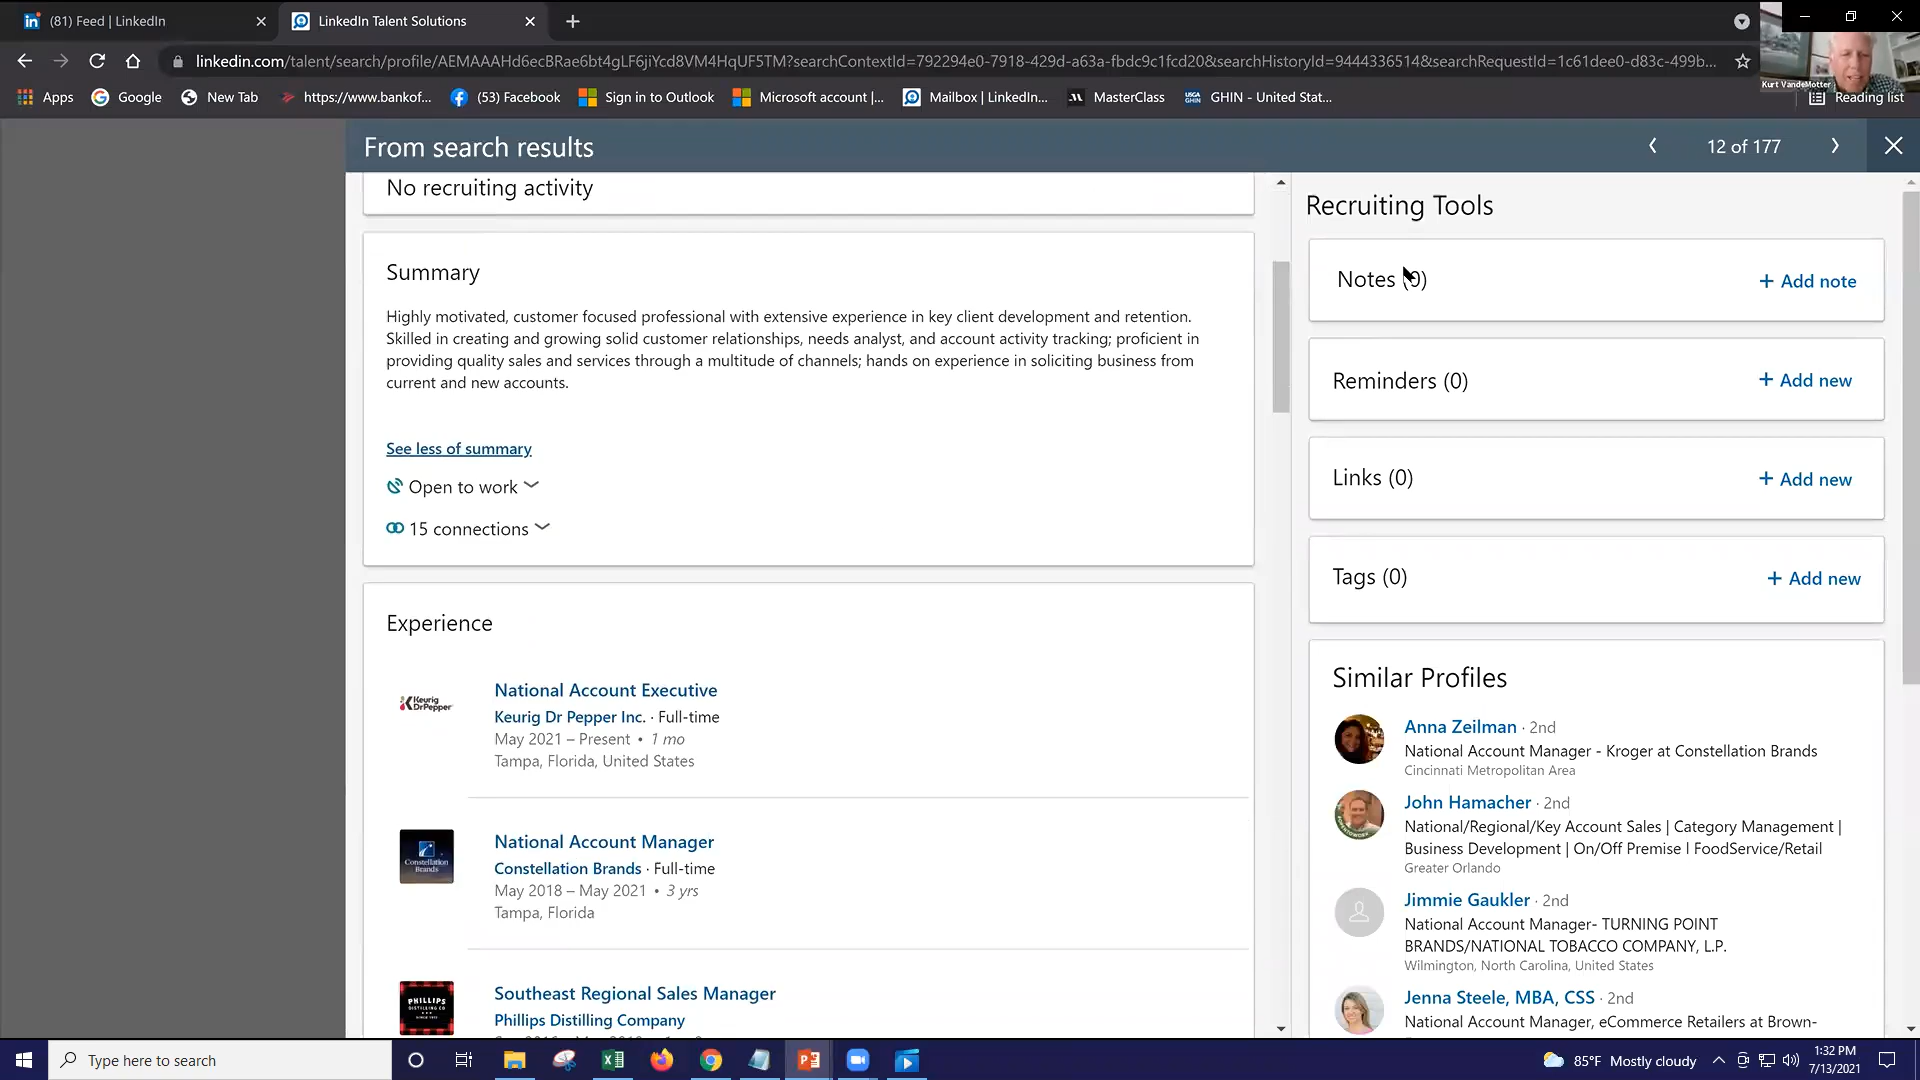 (81) Feed | LinkedIn
LinkedIn Talent Solutions
linkedin.com/talent/search/profile/AEMAAAHd6ecBRae6bt4gLF6jiYcd8VM4HqUF5TM?searchContextId=792294e0-7918-429d-a63a-fbdc9c1fcd20&searchHistoryId=9444336514&searchRequestId=1c61dee0-d83c-499b...
Kurt VandeMotter
Apps
Google
New Tab
https://www.bankof...
(53) Facebook
Sign in to Outlook
Microsoft account |...
Mailbox | LinkedIn...
MasterClass
USGA GHIN
GHIN - United Stat...
Reading list
From search results
12 of 177
No recruiting activity
Summary
Highly motivated, customer focused professional with extensive experience in key client development and retention.
Skilled in creating and growing solid customer relationships, needs analyst, and account activity tracking; proficient in
providing quality sales and services through a multitude of channels; hands on experience in soliciting business from
current and new accounts.
See less of summary
Open to work
15 connections
Experience
Keurig
DrPepper
National Account Executive
Keurig Dr Pepper Inc. · Full-time
May 2021 – Present • 1 mo
Tampa, Florida, United States
Constellation
Brands
National Account Manager
Constellation Brands · Full-time
May 2018 – May 2021 • 3 yrs
Tampa, Florida
PHILLIPS
DISTILLING CO
Southeast Regional Sales Manager
Phillips Distilling Company
Recruiting Tools
Notes (0)
+ Add note
Reminders (0)
+ Add new
Links (0)
+ Add new
Tags (0)
+ Add new
Similar Profiles
Anna Zeilman · 2nd
National Account Manager - Kroger at Constellation Brands
Cincinnati Metropolitan Area
John Hamacher · 2nd
National/Regional/Key Account Sales | Category Management |
Business Development | On/Off Premise l FoodService/Retail
Greater Orlando
Jimmie Gaukler · 2nd
National Account Manager- TURNING POINT
BRANDS/NATIONAL TOBACCO COMPANY, L.P.
Wilmington, North Carolina, United States
Jenna Steele, MBA, CSS · 2nd
National Account Manager, eCommerce Retailers at Brown-
Type here to search
85°F Mostly cloudy
1:32 PM
7/13/2021